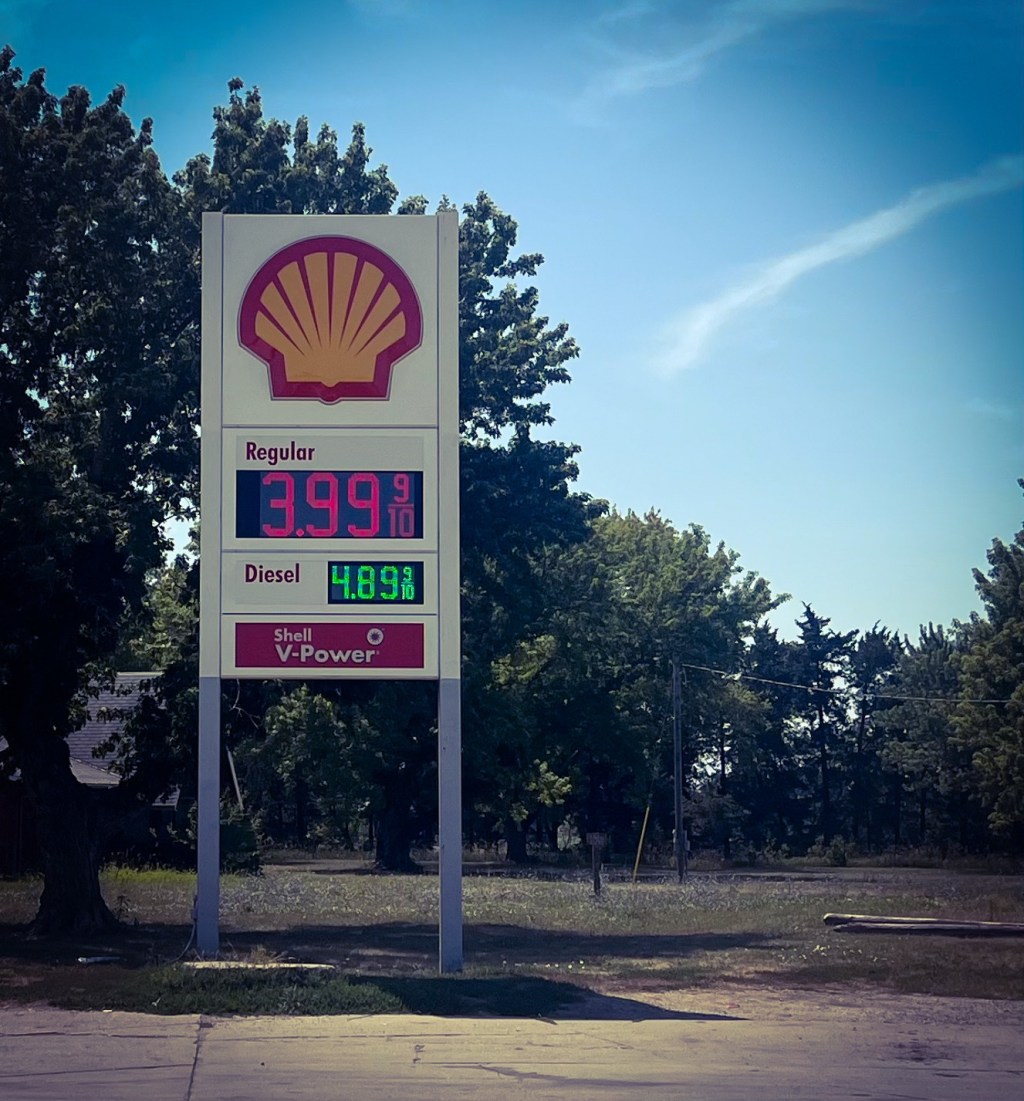 Regular
3.99 9/10
Diesel
4.89 9/10
Shell
V-Power